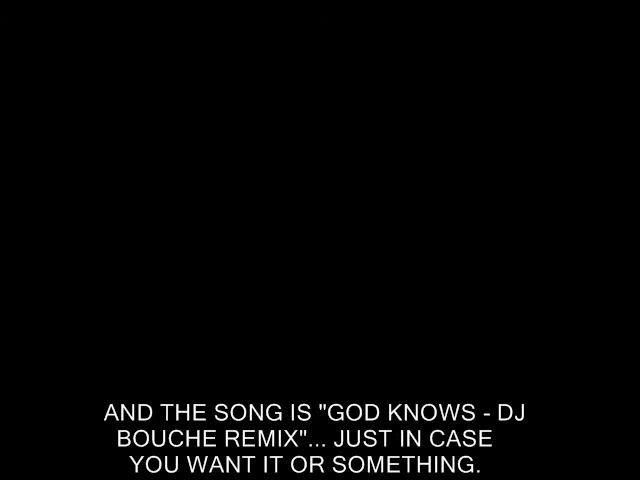 AND THE SONG IS "GOD KNOWS - DJ
BOUCHE REMIX"... JUST IN CASE
YOU WANT IT OR SOMETHING.